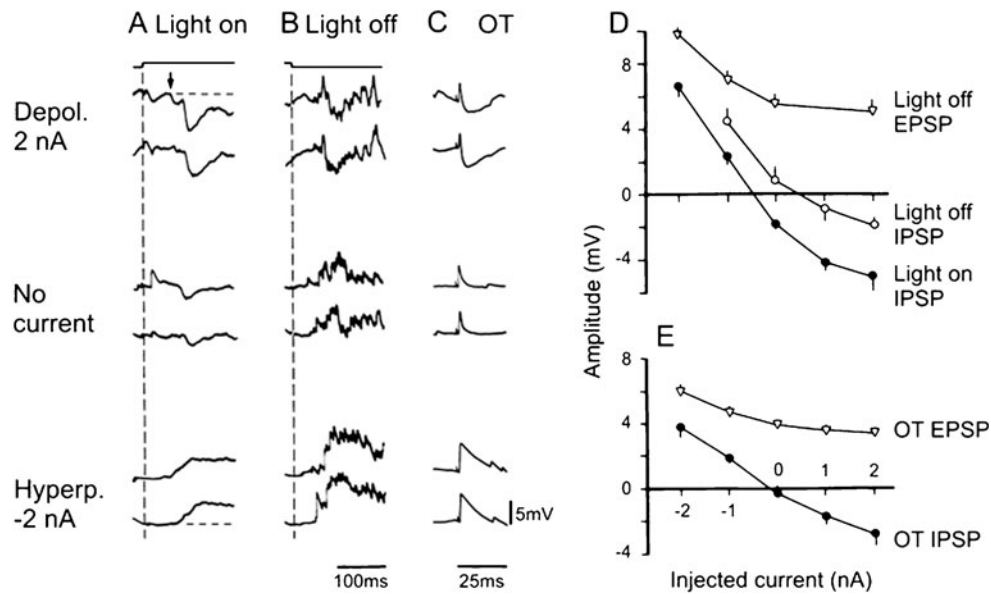 A Light on
B Light off
C OT
Depol.
2 nA
No
current
Hyperp.
-2 nA
5mV
100ms
25ms
D
8
4
0
-4
Light off
EPSP
Light off
IPSP
Light on
IPSP
Amplitude (mV)
E
8
4
0
-4
-2
-1
0
1
2
OT EPSP
OT IPSP
Injected current (nA)